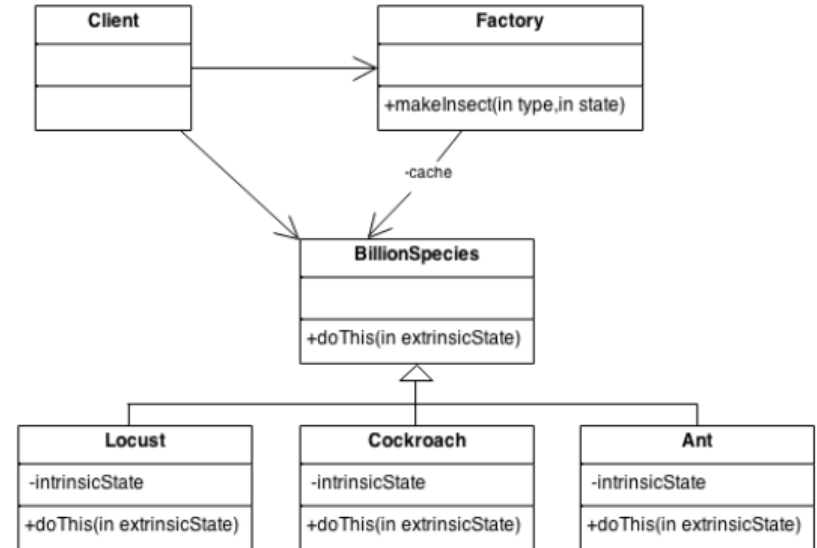 Client
Factory
+makeInsect(in type,in state)
-cache
BillionSpecies
+doThis(in extrinsicState)
Locust
-intrinsicState
+doThis(in extrinsicState)
Cockroach
-intrinsicState
+doThis(in extrinsicState)
Ant
-intrinsicState
+doThis(in extrinsicState)